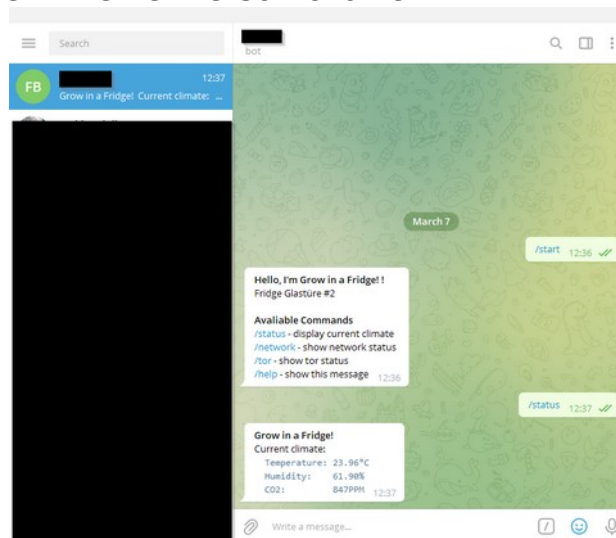 Search
bot
FB
12:37
Grow in a Fridge! Current climate: ...
March 7
/start 12:36
Hello, I'm Grow in a Fridge! !
Fridge Glastüre #2
Avaliable Commands
/status - display current climate
/network - show network status
/tor - show tor status
/help - show this message 12:36
/status 12:37
Grow in a Fridge!
Current climate:
Temperature: 23.96°C
Humidity: 61.90%
CO2: 847PPM 12:37
Write a message...